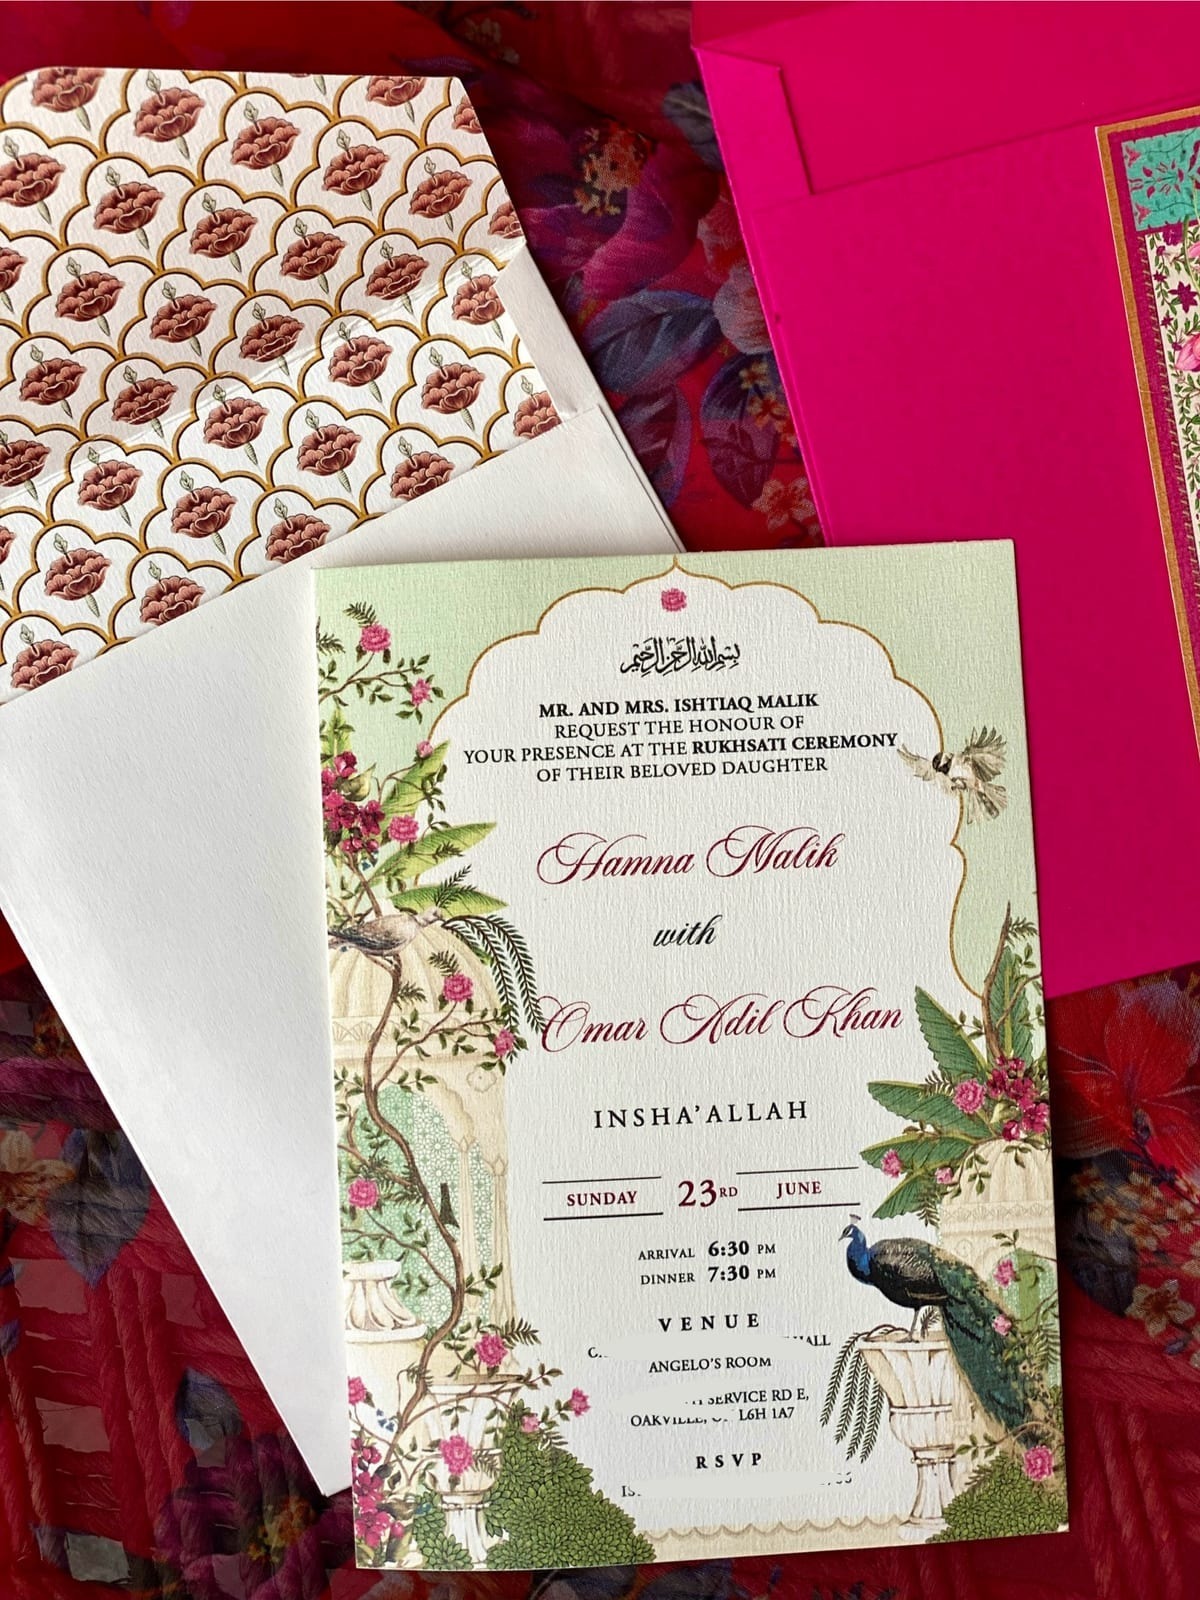 بسم الله الرحمن الرحيم
MR. AND MRS. ISHTIAQ MALIK
REQUEST THE HONOUR OF
YOUR PRESENCE AT THE RUKHSATI CEREMONY
OF THEIR BELOVED DAUGHTER
Hamna Malik
with
Omar Adil Khan
INSHA'ALLAH
SUNDAY 23RD JUNE
ARRIVAL 6:30 PM
DINNER 7:30 PM
VENUE
ANGELO'S ROOM
SERVICE RD E,
OAKVILLE, L6H 1A7
RSVP